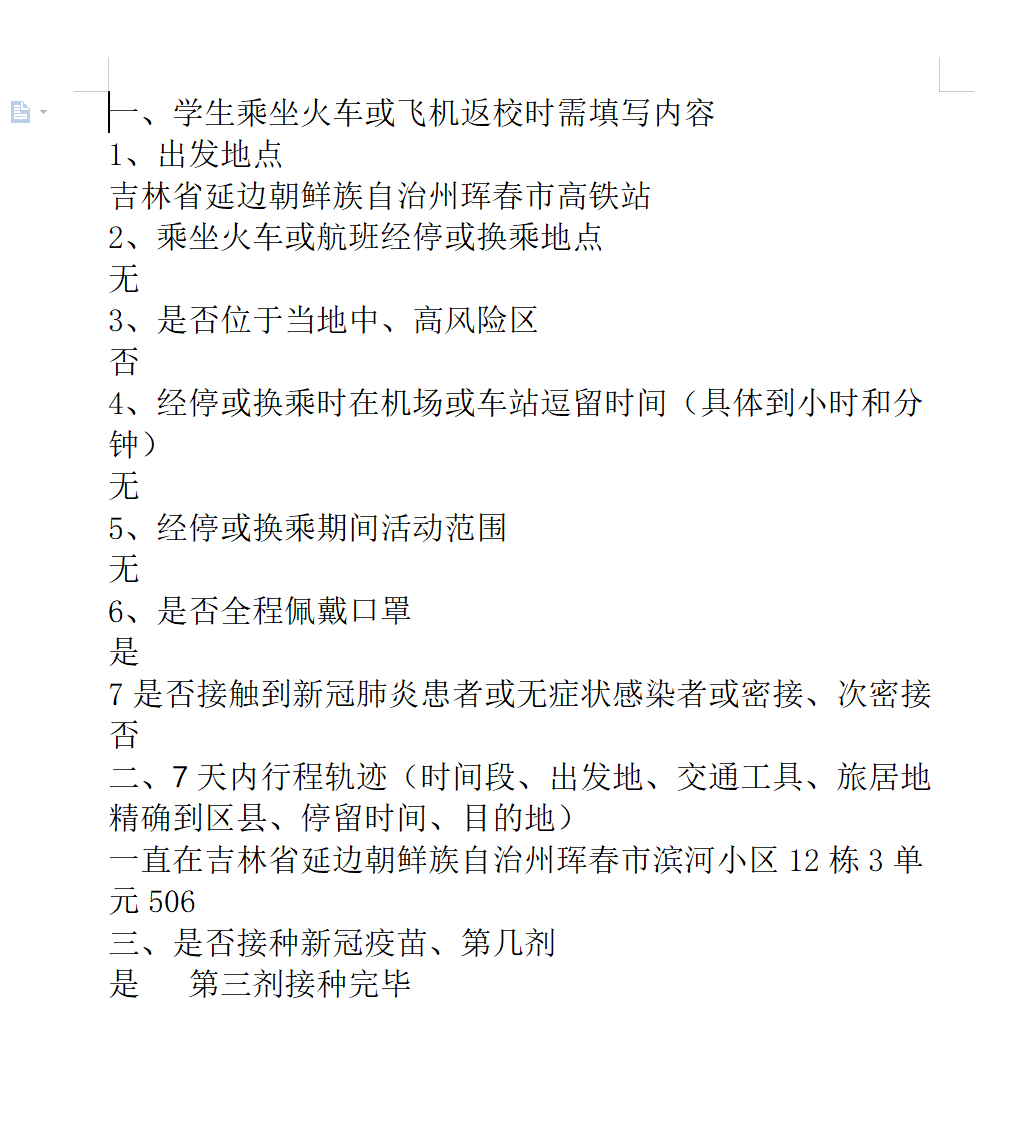 一、学生乘坐火车或飞机返校时需填写内容
1、出发地点
吉林省延边朝鲜族自治州珲春市高铁站
2、乘坐火车或航班经停或换乘地点
无
3、是否位于当地中、高风险区
否
4、经停或换乘时在机场或车站逗留时间（具体到小时和分
钟）
无
5、经停或换乘期间活动范围
无
6、是否全程佩戴口罩
是
7 是否接触到新冠肺炎患者或无症状感染者或密接、次密接
否
二、7 天内行程轨迹（时间段、出发地、交通工具、旅居地
精确到区县、停留时间、目的地）
一直在吉林省延边朝鲜族自治州珲春市滨河小区 12 栋 3 单
元 506
三、是否接种新冠疫苗、第几剂
是 第三剂接种完毕